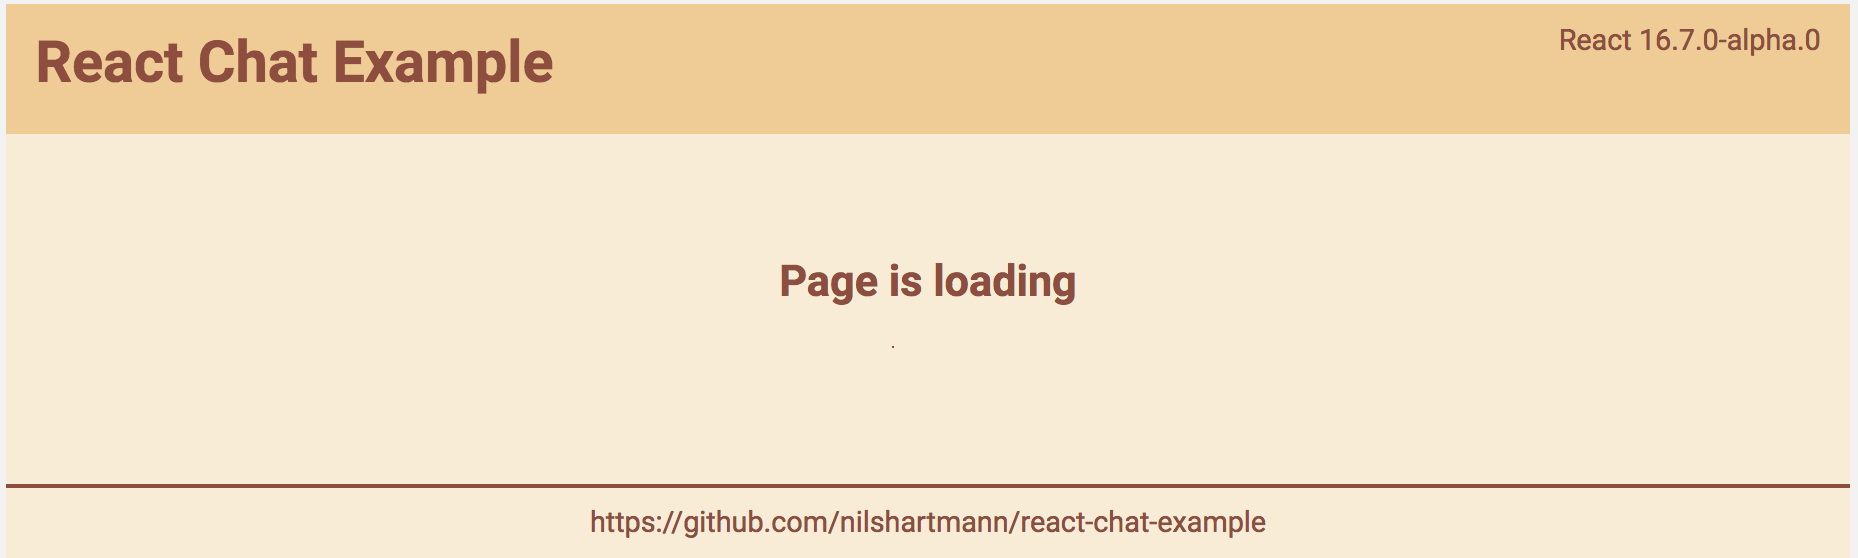 React Chat Example
React 16.7.0-alpha.0
Page is loading
https://github.com/nilshartmann/react-chat-example